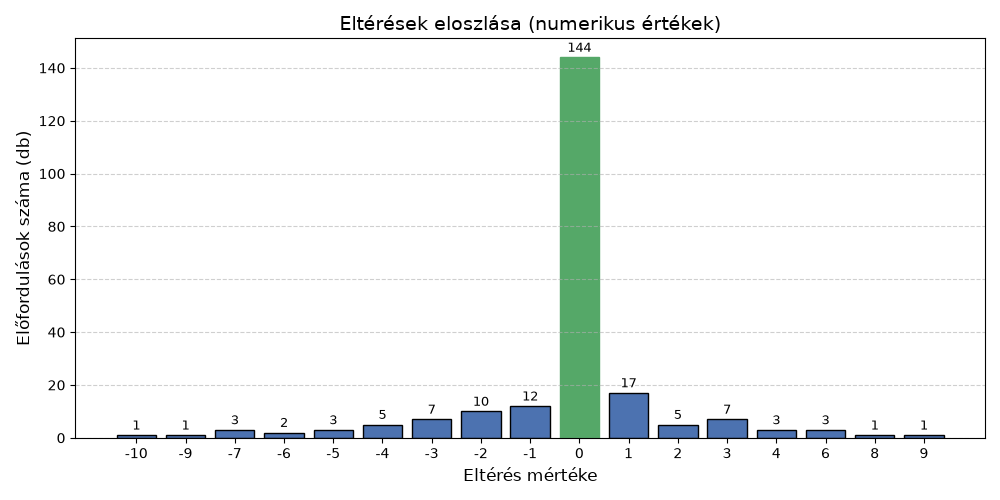 Eltérések eloszlása (numerikus értékek)
144
140
120
100
80
60
40
20
0
Előfordulások száma (db)
1 1 3 2 3 5 7 10 12 17 5 7 3 3 1 1
-10 -9 -7 -6 -5 -4 -3 -2 -1 0 1 2 3 4 6 8 9
Eltérés mértéke